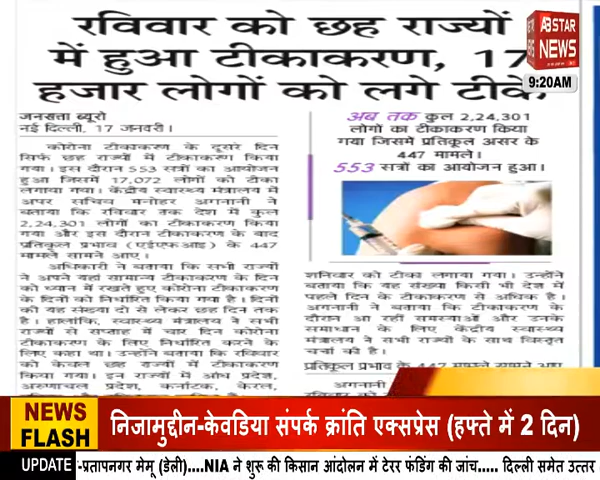 रविवार को छह राज्यों
में हुआ टीकाकरण, 17
हजार लोगों को लगे टीके
AB STAR
NEWS
9:20AM
जनसत्ता ब्यूरो
नई दिल्ली, 17 जनवरी।
कोरोना टीकाकरण के दूसरे दिन
सिर्फ छह राज्यों में टीकाकरण किया
गया। इस दौरान 553 सत्रों का आयोजन
हुआ जिसमें 17,072 लोगों को टीका
लगाया गया। केंद्रीय स्वास्थ्य मंत्रालय में
अपर सचिव मनोहर अगनानी ने
बताया कि रविवार तक देश में कुल
2,24,301 लोगों का टीकाकरण किया
गया और इस दौरान टीकाकरण के बाद
प्रतिकूल प्रभाव (एईएफआइ) के 447
मामले सामने आए।
अधिकारी ने बताया कि सभी राज्यों
ने अपने यहां सामान्य टीकाकरण के दिनों
को ध्यान में रखते हुए कोरोना टीकाकरण
के दिनों को निर्धारित किया गया है। दिनों
की यह संख्या दो से लेकर छह दिन तक
है। हालांकि, स्वास्थ्य मंत्रालय ने सभी
राज्यों से सप्ताह में चार दिन कोरोना
टीकाकरण के लिए निर्धारित करने के
लिए कहा था। उन्होंने बताया कि रविवार
को केवल छह राज्यों में टीकाकरण
किया गया। इन राज्यों में आंध्र प्रदेश,
अरुणाचल प्रदेश, कर्नाटक, केरल,
अब तक कुल 2,24,301
लोगों का टीकाकरण किया
गया जिसमें प्रतिकूल असर के
447 मामले।
553 सत्रों का आयोजन हुआ।
शनिवार को टीका लगाया गया। उन्होंने
बताया कि यह संख्या किसी भी देश में
पहले दिन के टीकाकरण से अधिक है।
अगनानी ने बताया कि टीकाकरण के
दौरान आ रहीं समस्याओं और उनके
समाधान के लिए केंद्रीय स्वास्थ्य
मंत्रालय ने सभी राज्यों के साथ विस्तृत
चर्चा की है।
प्रतिकूल प्रभाव के 447 मामले सामने आए
अगनानी
रविवार को
NEWS
FLASH
निजामुद्दीन-केवडिया संपर्क क्रांति एक्सप्रेस (हफ्ते में 2 दिन)
UPDATE
-प्रतापनगर मेमू (डेली)....NIA ने शुरू की किसान आंदोलन में टेरर फंडिंग की जांच..... दिल्ली समेत उत्तर